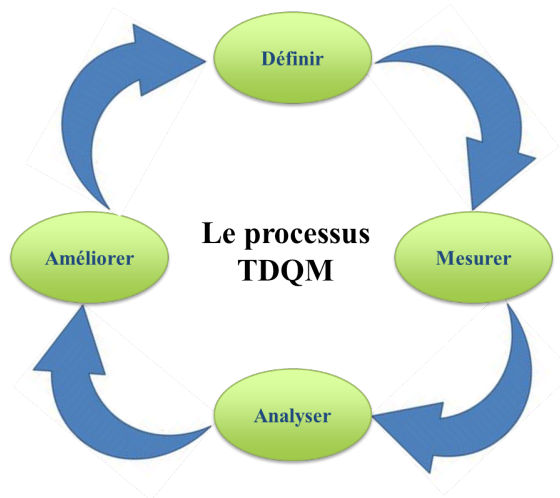 Définir
Le processus
TDQM
Améliorer
Mesurer
Analyser